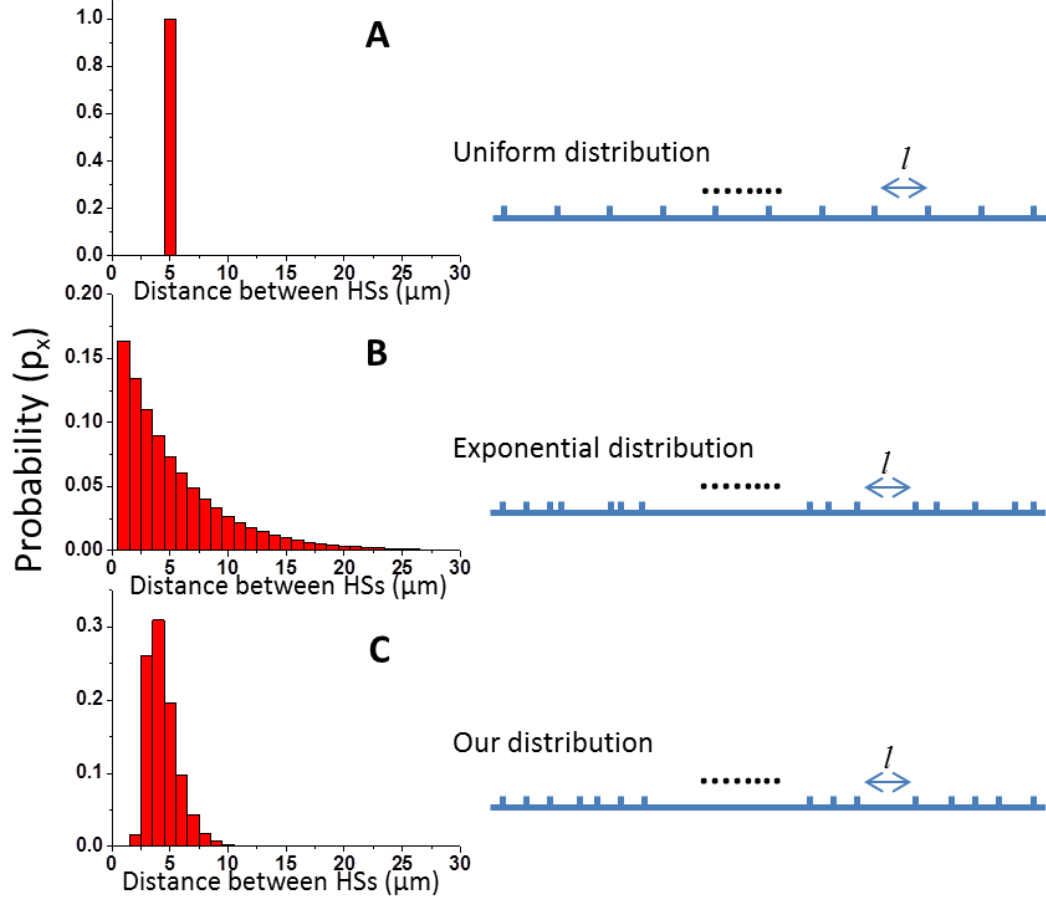 Probability (pₓ)
A
1.0
0.8
0.6
0.4
0.2
0.0
0 5 10 15 20 25 30
Distance between HSs (µm)
Uniform distribution
l
B
0.20
0.15
0.10
0.05
0.00
0 5 10 15 20 25 30
Distance between HSs (µm)
Exponential distribution
l
C
0.3
0.2
0.1
0.0
0 5 10 15 20 25 30
Distance between HSs (µm)
Our distribution
l